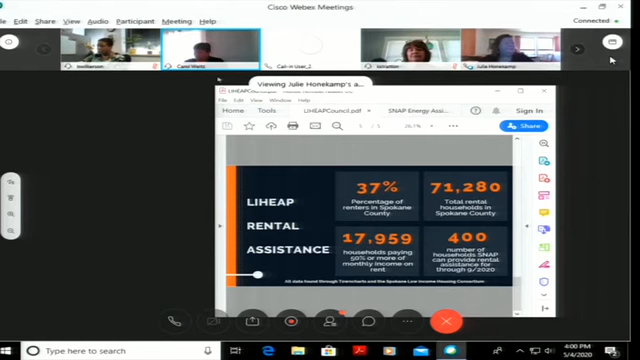 Cisco Webex Meetings
Edit Share View Audio Participant Meeting Help
Connected
Carol Wertz
Call-in User_2
Julie Honekamp
Viewing Julie Honekamp's a...
File Edit View Window Help
Home Tools LIHEAPCouncil.pdf × SNAP Energy Assi... Sign In
Share
LIHEAP
RENTAL
ASSISTANCE
37%
Percentage of
renters in Spokane
County
71,280
Total rental
households in
Spokane County
17,959
households paying
50% or more of
monthly income on
rent
400
number of
households SNAP
can provide rental
assistance for
through 9/2020
All data found through Towncharts and the Spokane Low Income Housing Consortium
Type here to search
4:00 PM
5/4/2020